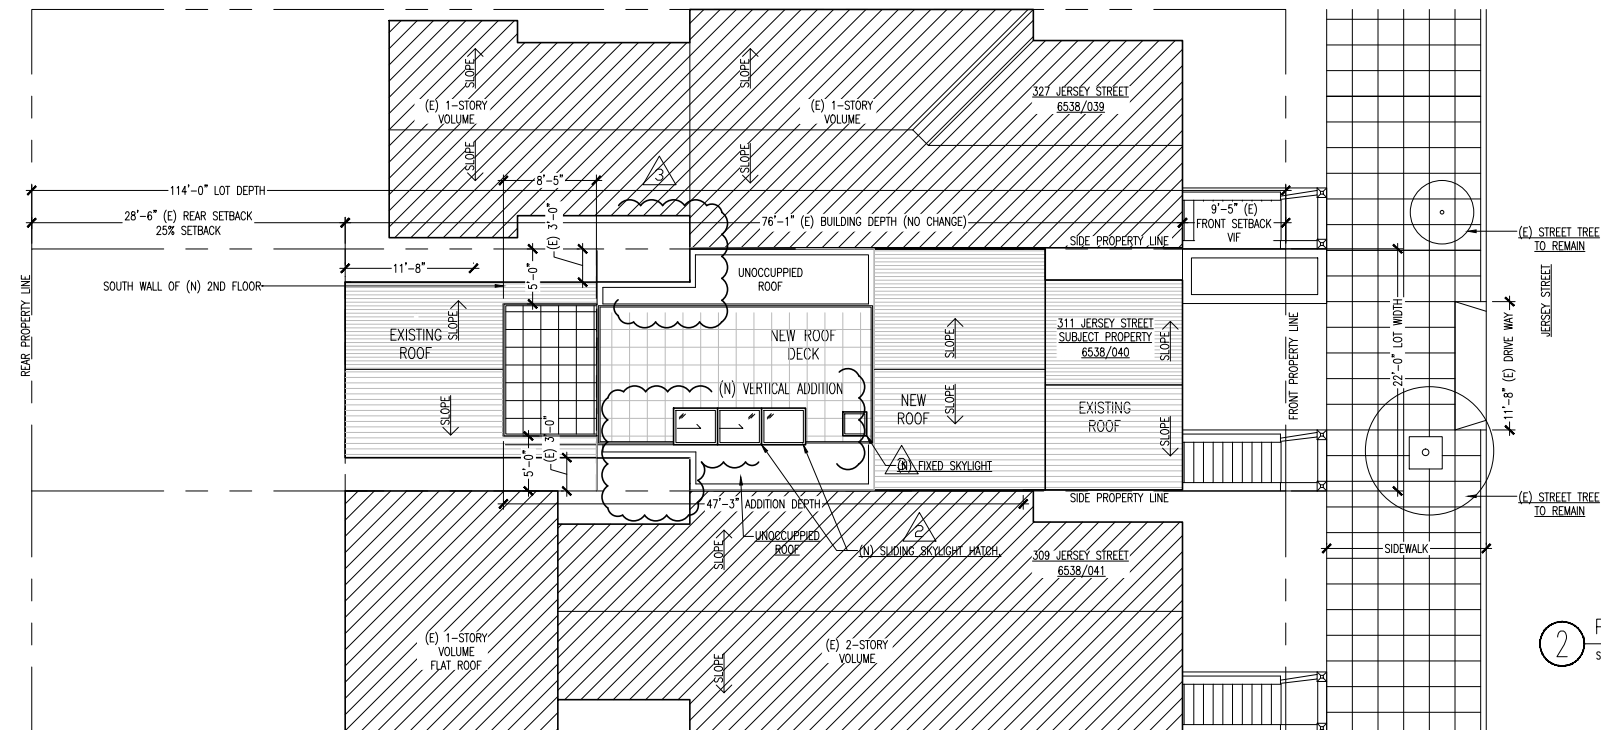 SLOPE
SLOPE
(E) 1-STORY
VOLUME
(E) 1-STORY
VOLUME
327 JERSEY STREET
6538/039
SLOPE
SLOPE
3
114'-0" LOT DEPTH
8'-5"
28'-6" (E) REAR SETBACK
25% SETBACK
(E) 3'-0"
76'-1" (E) BUILDING DEPTH (NO CHANGE)
9'-5" (E)
FRONT SETBACK
VIF
(E) STREET TREE
TO REMAIN
SIDE PROPERTY LINE
11'-8"
5'-0"
UNOCCUPPIED
ROOF
SOUTH WALL OF (N) 2ND FLOOR
REAR PROPERTY LINE
EXISTING
ROOF
SLOPE
SLOPE
NEW ROOF
DECK
(N) VERTICAL ADDITION
SLOPE
SLOPE
NEW
ROOF
311 JERSEY STREET
SUBJECT PROPERTY
6538/040
SLOPE
SLOPE
EXISTING
ROOF
FRONT PROPERTY LINE
22'-0" LOT WIDTH
11'-8" (E) DRIVE WAY
JERSEY STREET
5'-0"
(E) 3'-0"
(N) FIXED SKYLIGHT
47'-3" ADDITION DEPTH
SIDE PROPERTY LINE
(E) STREET TREE
TO REMAIN
2
UNOCCUPPIED
ROOF
(N) SLIDING SKYLIGHT HATCH
309 JERSEY STREET
6538/041
SIDEWALK
SLOPE
SLOPE
(E) 1-STORY
VOLUME
FLAT ROOF
(E) 2-STORY
VOLUME
2